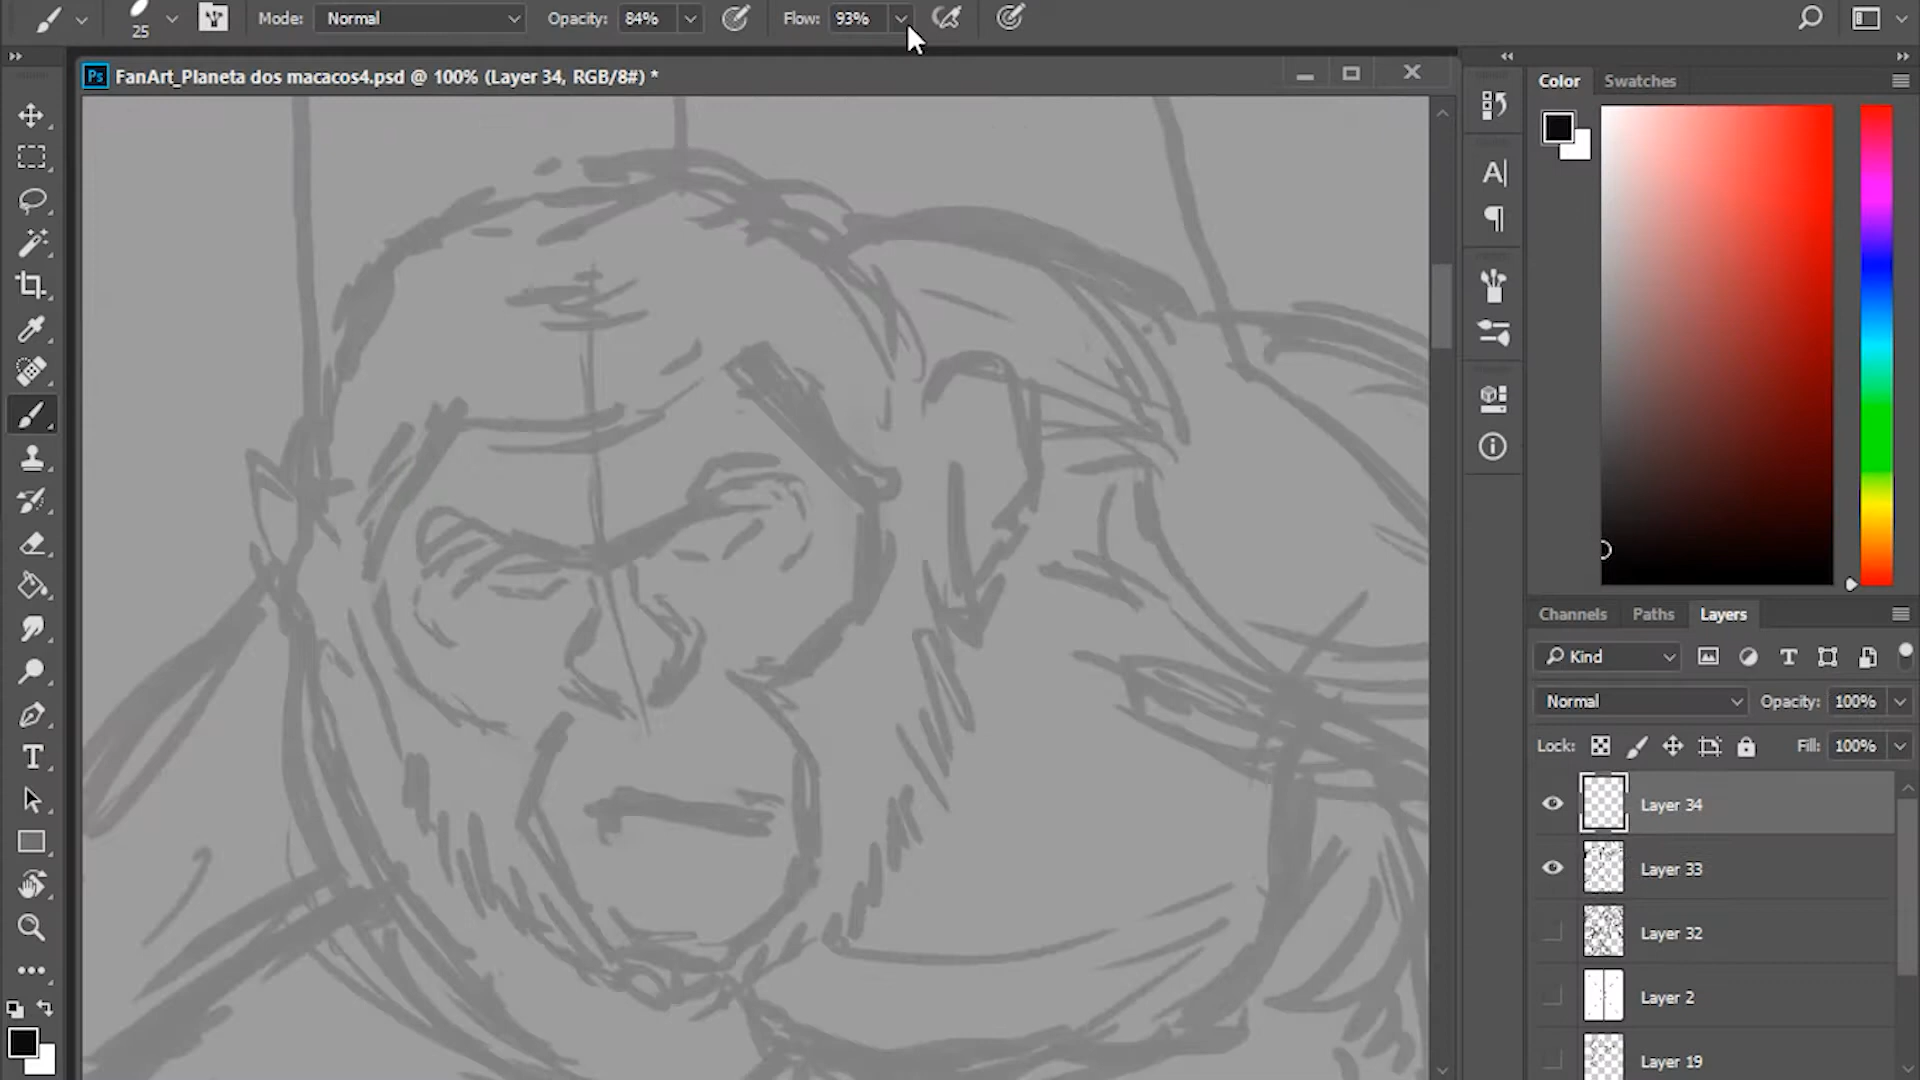 25
Mode: Normal
Opacity: 84%
Flow: 93%
Ps FanArt_Planeta dos macacos4.psd @ 100% (Layer 34, RGB/8#) *
Color Swatches
Channels Paths Layers
Kind
Normal Opacity: 100%
Lock: Fill: 100%
Layer 34
Layer 33
Layer 32
Layer 2
Layer 19